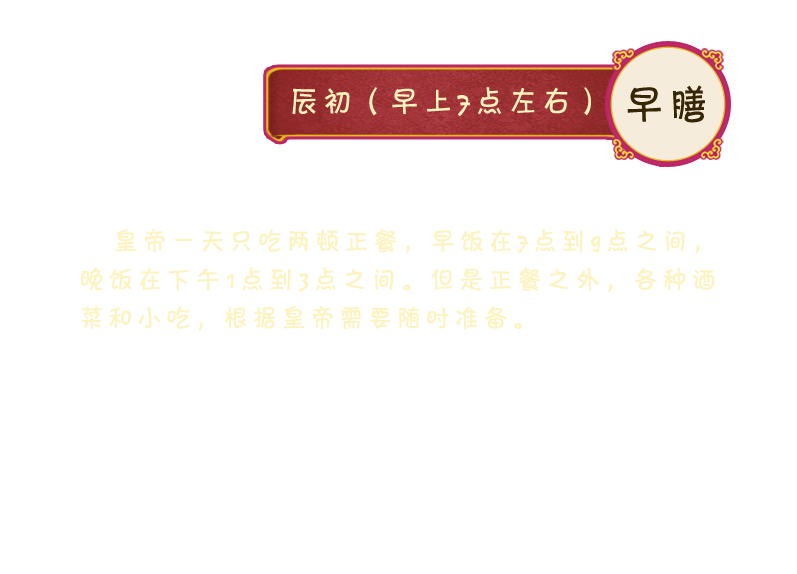 辰初（早上7点左右）
早膳
皇帝一天只吃两顿正餐，早饭在7点到9点之间，
晚饭在下午1点到3点之间。但是正餐之外，各种酒
菜和小吃，根据皇帝需要随时准备。